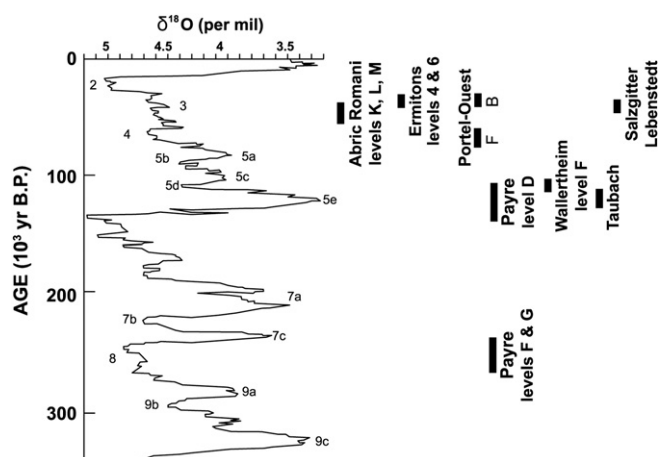 δ¹⁸O (per mil)
5 4.5 4 3.5
AGE (10³ yr B.P.)
0
100
200
300
2
3
4
5a
5b
5c
5d
5e
7a
7b
7c
8
9a
9b
9c
Abric Romani
levels K, L, M
Ermitons
levels 4 & 6
Portel-Ouest
B
F
Payre
level D
Wallertheim
level F
Taubach
Salzgitter
Lebenstedt
Payre
levels F & G